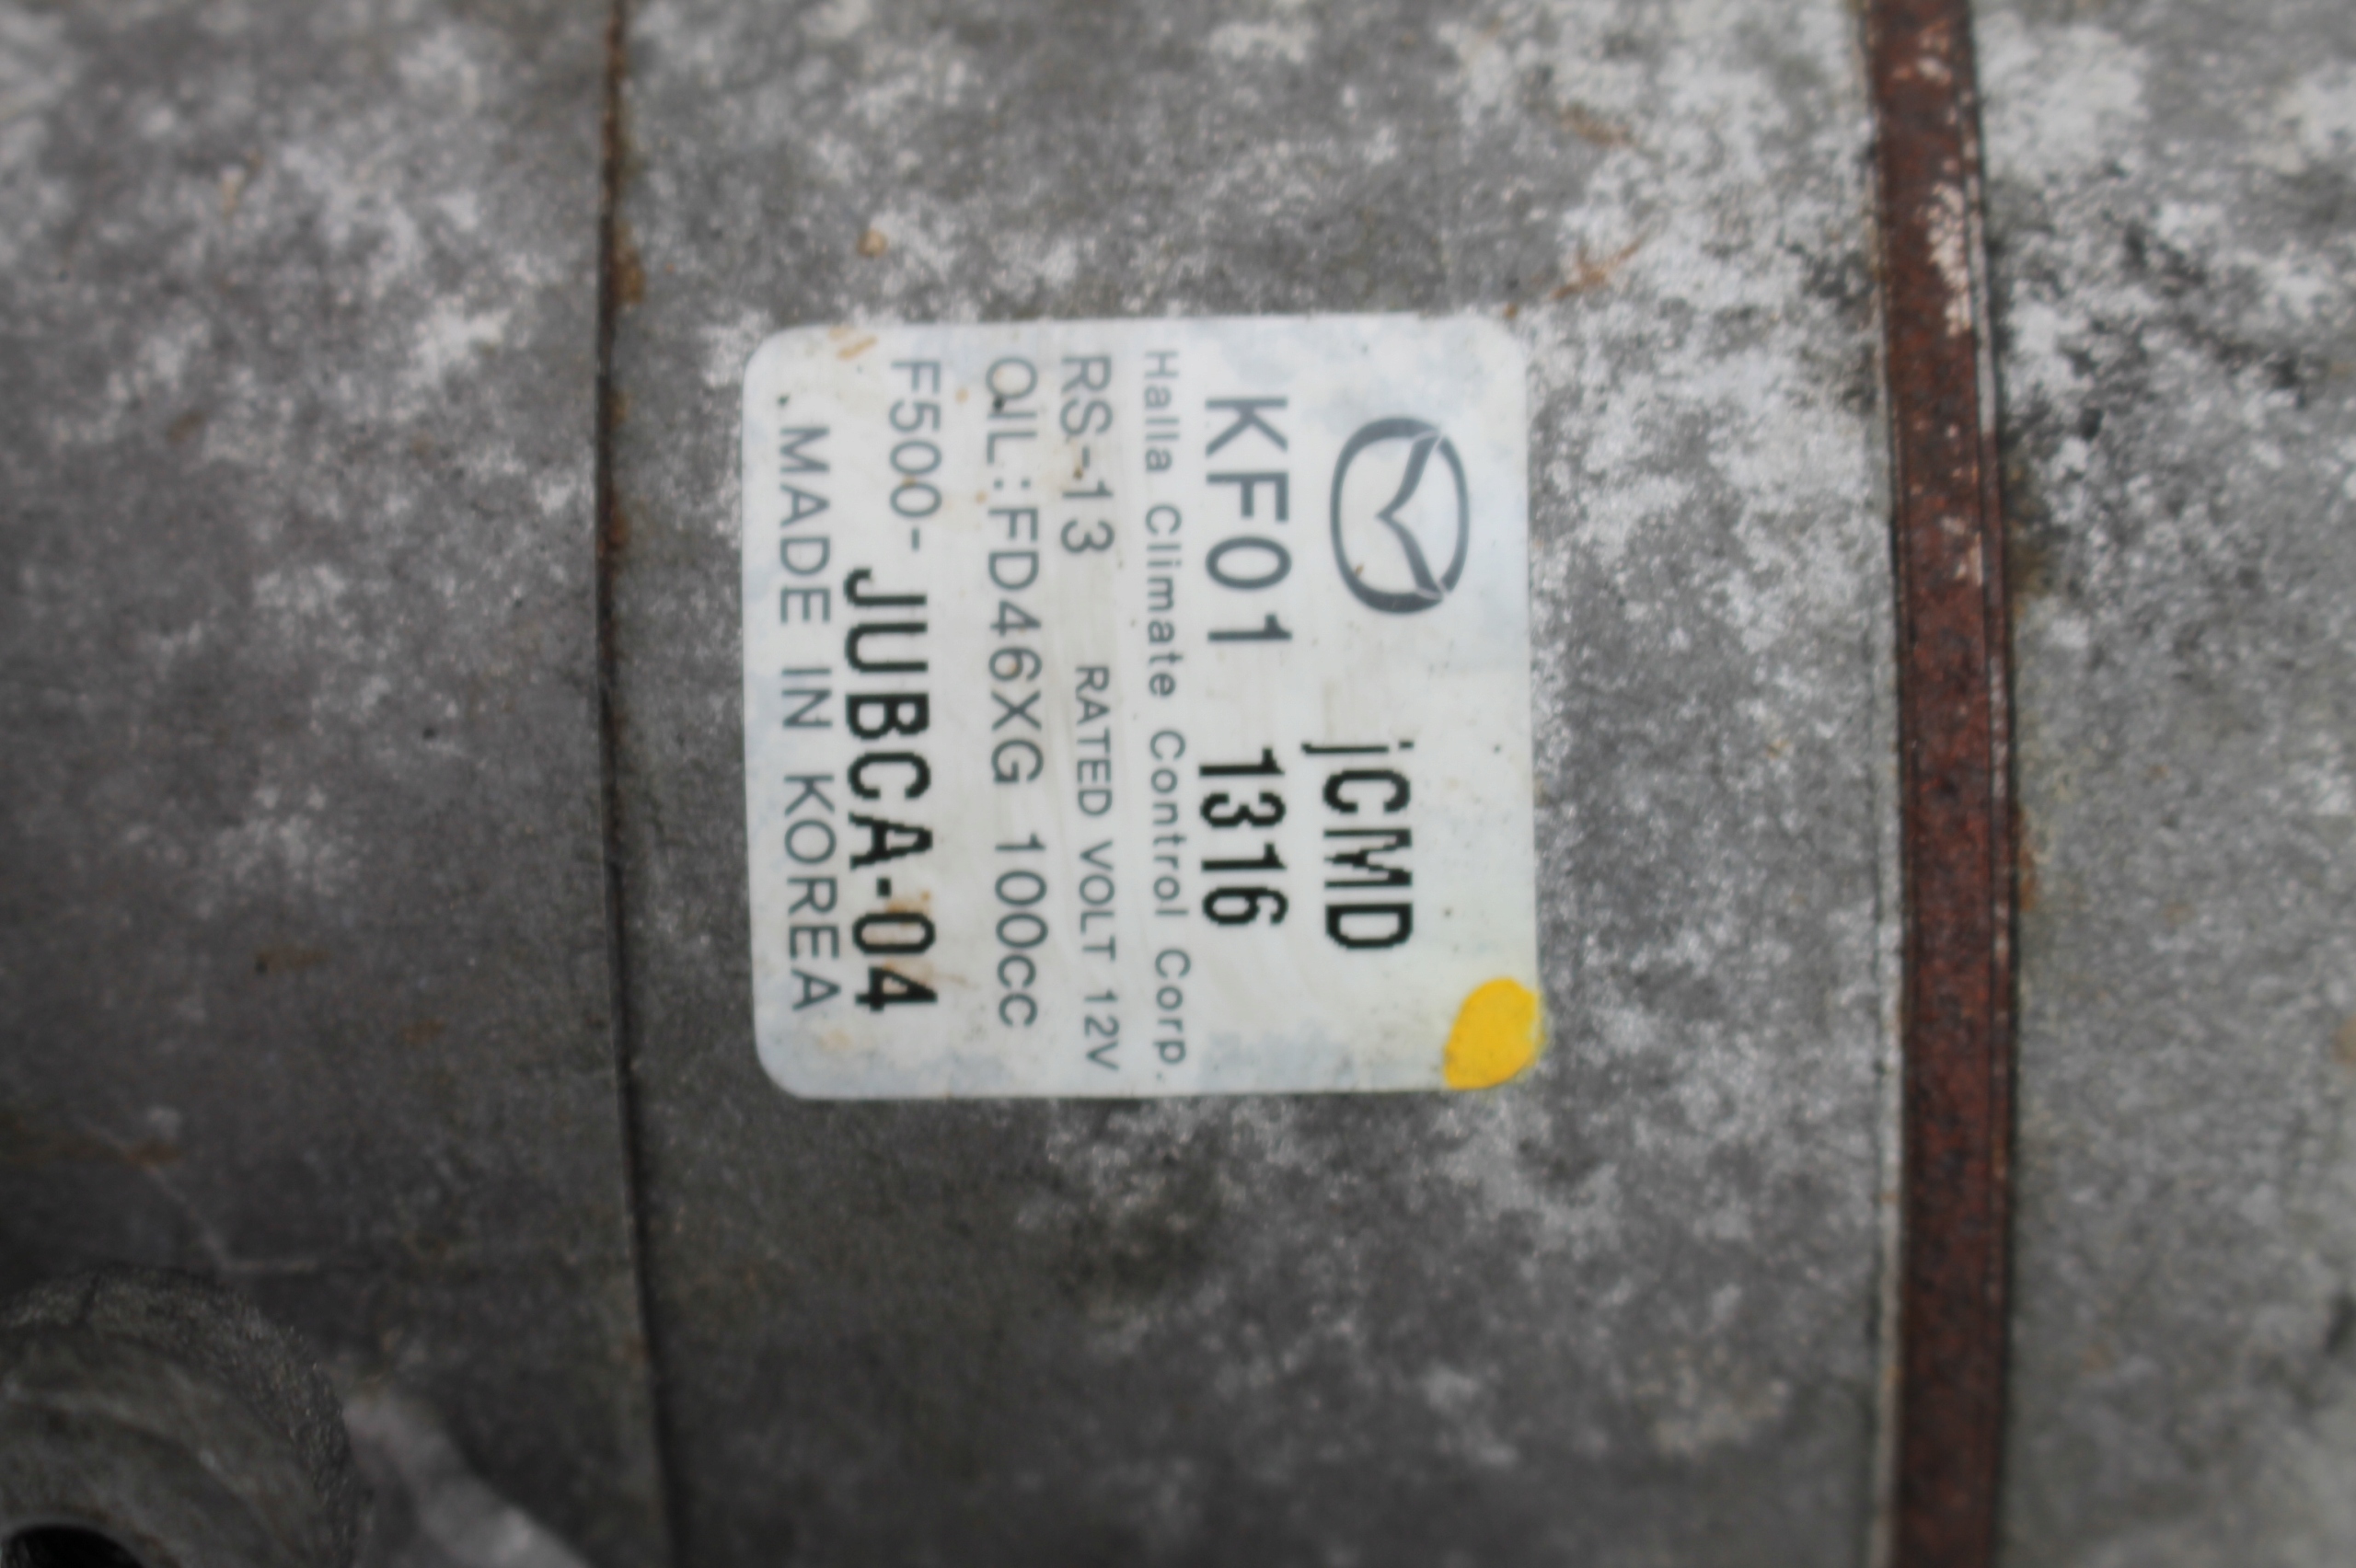 jCMD
KF01 1316
Halla Climate Control Corp.
RS-13 RATED VOLT 12V
OIL:FD46XG 100cc
F500-JUBCA-04
MADE IN KOREA